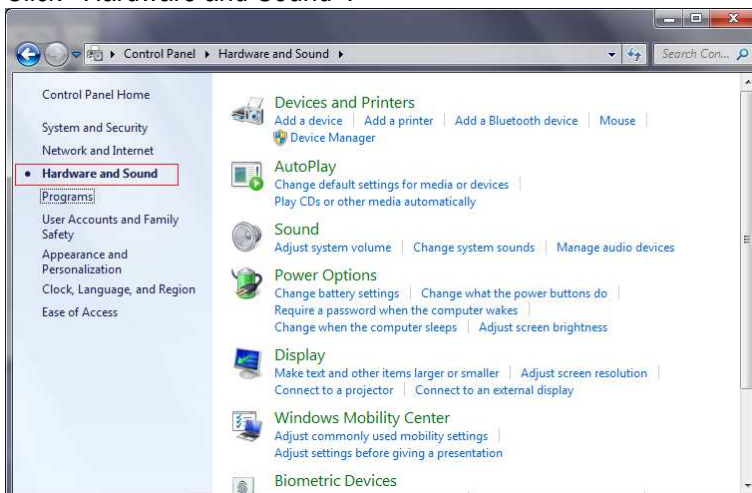 Click "Hardware and Sound".
Control Panel ▸ Hardware and Sound ▸
Search Con...
Control Panel Home
System and Security
Network and Internet
Hardware and Sound
Programs
User Accounts and Family
Safety
Appearance and
Personalization
Clock, Language, and Region
Ease of Access
Devices and Printers
Add a device | Add a printer | Add a Bluetooth device | Mouse |
Device Manager
AutoPlay
Change default settings for media or devices |
Play CDs or other media automatically
Sound
Adjust system volume | Change system sounds | Manage audio devices
Power Options
Change battery settings | Change what the power buttons do |
Require a password when the computer wakes |
Change when the computer sleeps | Adjust screen brightness
Display
Make text and other items larger or smaller | Adjust screen resolution |
Connect to a projector | Connect to an external display
Windows Mobility Center
Adjust commonly used mobility settings |
Adjust settings before giving a presentation
Biometric Devices